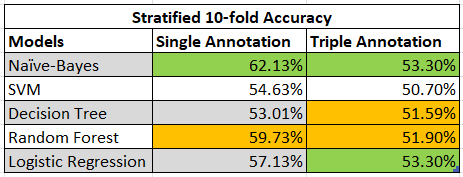 Stratified 10-fold Accuracy
Models Single Annotation Triple Annotation
Naïve-Bayes 62.13% 53.30%
SVM 54.63% 50.70%
Decision Tree 53.01% 51.59%
Random Forest 59.73% 51.90%
Logistic Regression 57.13% 53.30%